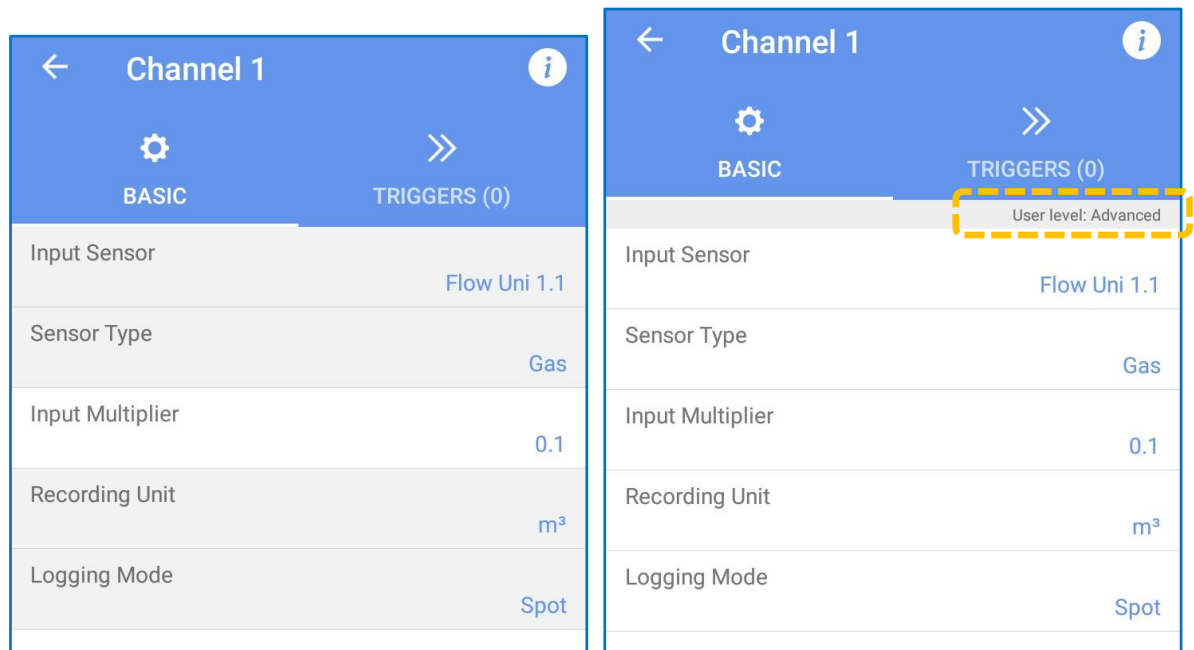 Channel 1
i
BASIC
TRIGGERS (0)
Input Sensor
Flow Uni 1.1
Sensor Type
Gas
Input Multiplier
0.1
Recording Unit
m³
Logging Mode
Spot
Channel 1
i
BASIC
TRIGGERS (0)
User level: Advanced
Input Sensor
Flow Uni 1.1
Sensor Type
Gas
Input Multiplier
0.1
Recording Unit
m³
Logging Mode
Spot